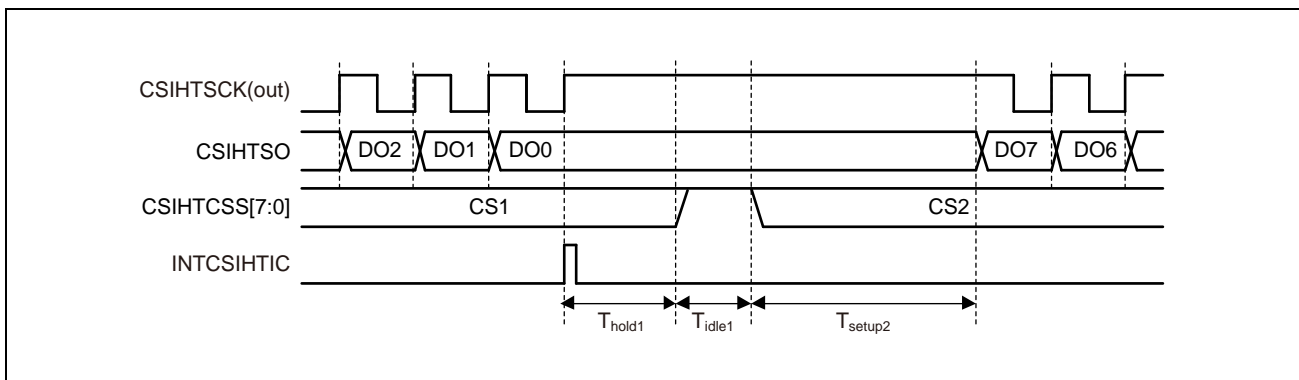 CSIHTSCK(out)
CSIHTSO DO2 DO1 DO0 DO7 DO6
CSIHTCSS[7:0] CS1 CS2
INTCSIHTIC
Thold1 Tidle1 Tsetup2